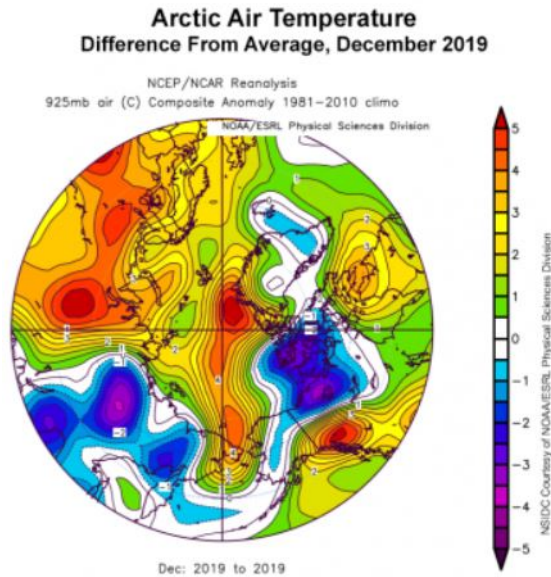 Arctic Air Temperature
Difference From Average, December 2019
NCEP/NCAR Reanalysis
925mb air (C) Composite Anomaly 1981-2010 climo
NOAA/ESRL Physical Sciences Division
5
4
3
2
1
0
-1
-2
-3
-4
-5
NSIDC Courtesy of NOAA/ESRL Physical Sciences Division
Dec: 2019 to 2019